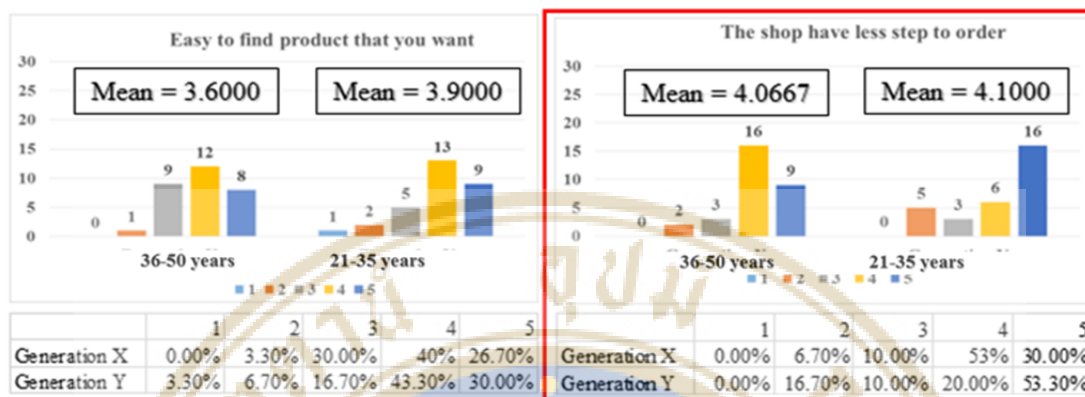 Easy to find product that you want
30
25
20
15
10
5
0
Mean = 3.6000
Mean = 3.9000
0 1 9 12 8
1 2 5 13 9
36-50 years 21-35 years
1 2 3 4 5
1 2 3 4 5
Generation X 0.00% 3.30% 30.00% 40% 26.70%
Generation Y 3.30% 6.70% 16.70% 43.30% 30.00%
The shop have less step to order
30
25
20
15
10
5
0
Mean = 4.0667
Mean = 4.1000
0 2 3 16 9
0 5 3 6 16
36-50 years 21-35 years
1 2 3 4 5
1 2 3 4 5
Generation X 0.00% 6.70% 10.00% 53% 30.00%
Generation Y 0.00% 16.70% 10.00% 20.00% 53.30%